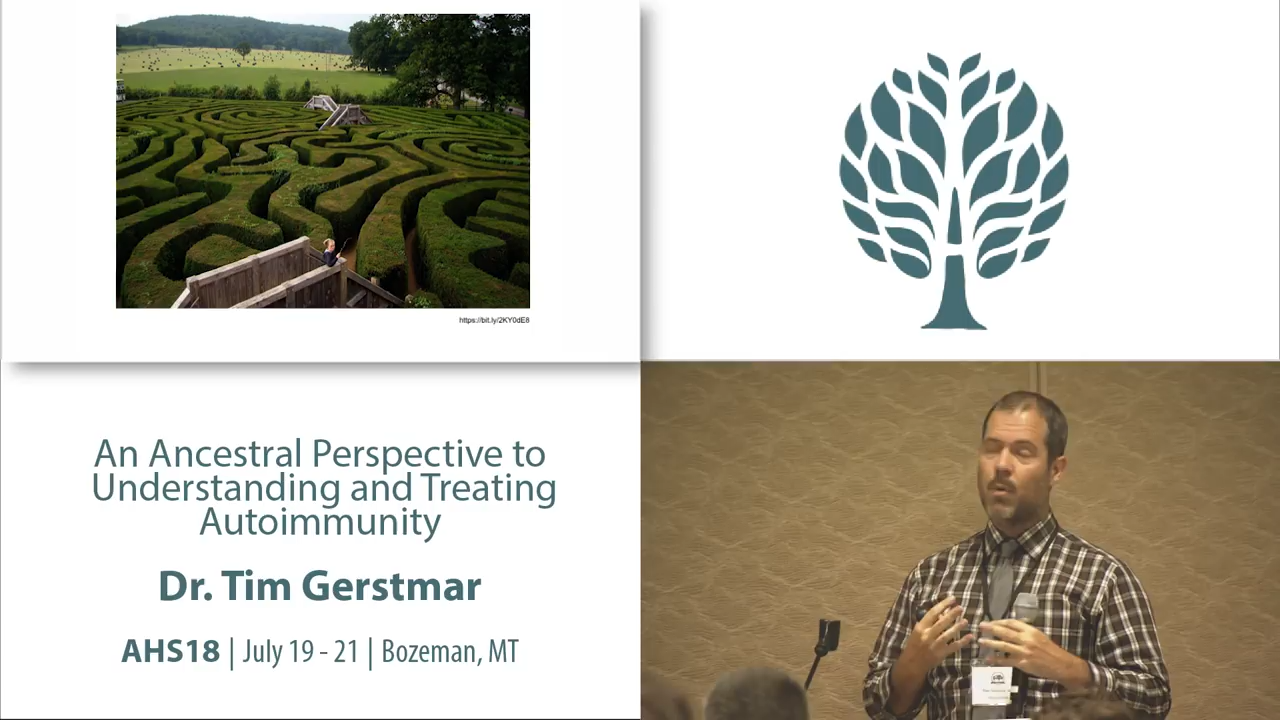 https://bit.ly/2KY0dE8
An Ancestral Perspective to
Understanding and Treating
Autoimmunity
Dr. Tim Gerstmar
AHS18 | July 19 - 21 | Bozeman, MT